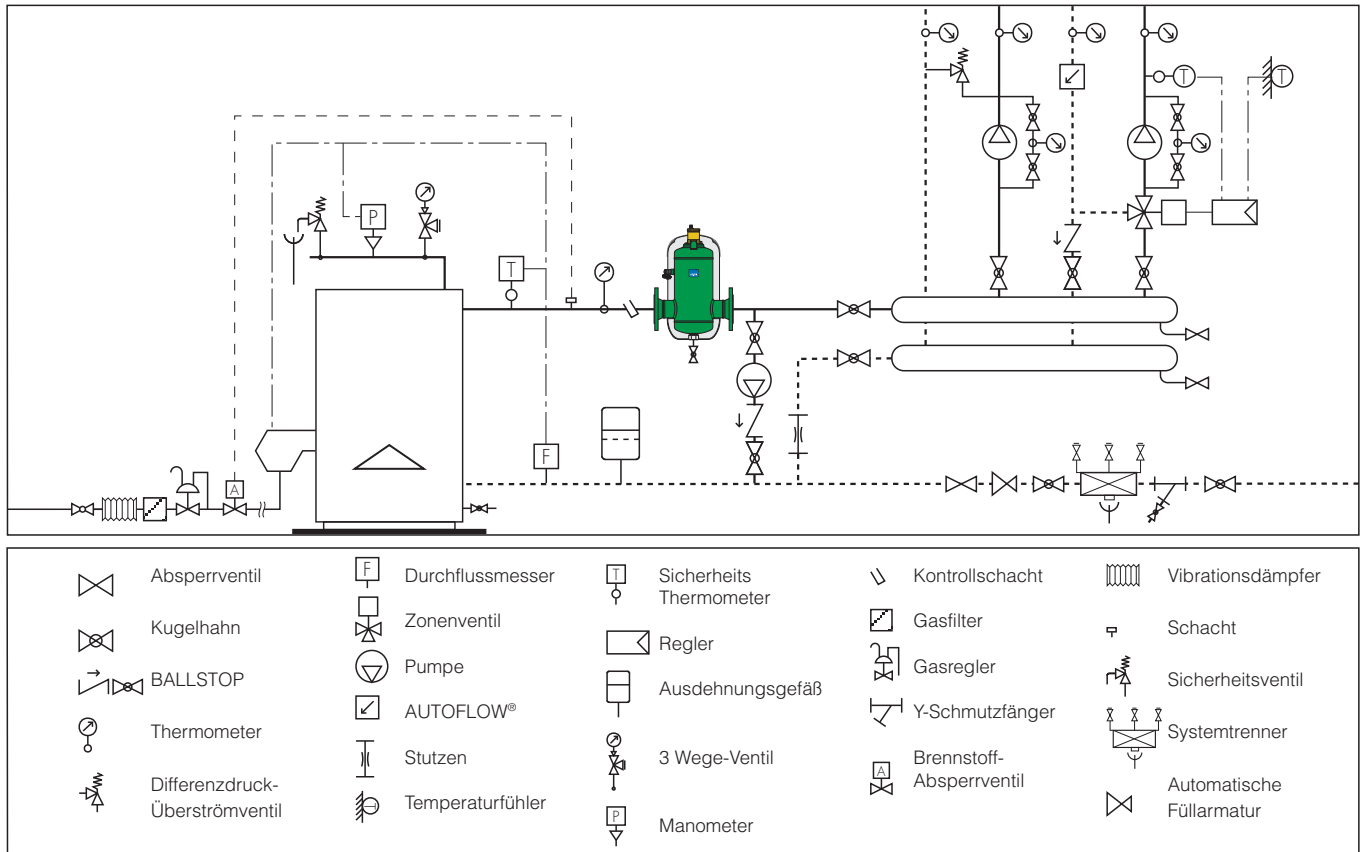 T
T
P
T
A
F
Absperrventil
Kugelhahn
BALLSTOP
Thermometer
Differenzdruck-
Überströmventil
F
Durchflussmesser
Zonenventil
Pumpe
AUTOFLOW®
Stutzen
Temperaturfühler
T
Sicherheits
Thermometer
Regler
Ausdehnungsgefäß
3 Wege-Ventil
P
Manometer
Kontrollschacht
Gasfilter
Gasregler
Y-Schmutzfänger
A
Brennstoff-
Absperrventil
Vibrationsdämpfer
Schacht
Sicherheitsventil
Systemtrenner
Automatische
Füllarmatur